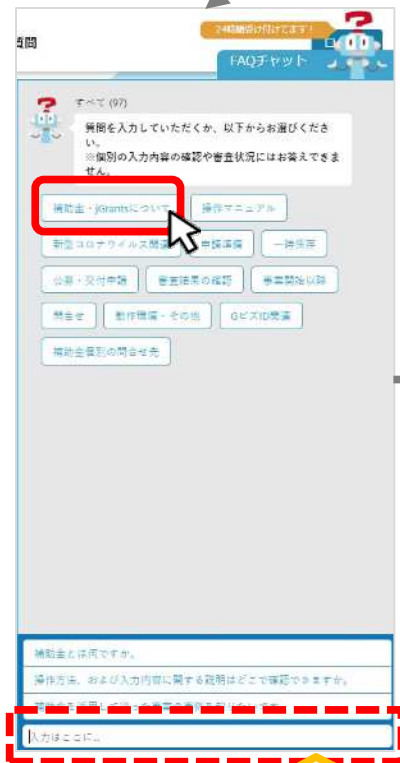 24時間受け付けてます！
質問
FAQチャット
すべて (97)
質問を入力していただくか、以下からお選びくださ
い。
※個別の入力内容の確認や審査状況にはお答えできま
せん。
補助金・jGrantsについて
操作マニュアル
新型コロナウイルス関連
申請準備
一時保存
公募・交付申請
審査結果の確認
事業開始以降
問合せ
動作環境・その他
GビズID関連
補助金個別の問合せ先
補助金とは何ですか。
操作方法、および入力内容に関する説明はどこで確認できますか。
入力はここに...